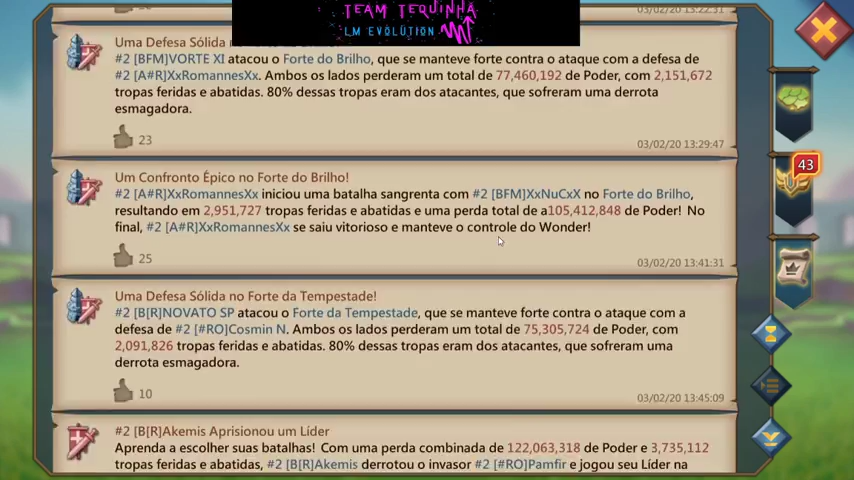 TEAM TEQUINHA
LM EVOLUTION
03/02/20 13:22:31
Uma Defesa Sólida no
#2 [BFM]VORTE XI atacou o Forte do Brilho, que se manteve forte contra o ataque com a defesa de
#2 [A#R]XxRomannesXx. Ambos os lados perderam um total de 77,460,192 de Poder, com 2,151,672
tropas feridas e abatidas. 80% dessas tropas eram dos atacantes, que sofreram uma derrota
esmagadora.
23
03/02/20 13:29:47
43
Um Confronto Épico no Forte do Brilho!
#2 [A#R]XxRomannesXx iniciou uma batalha sangrenta com #2 [BFM]XxNuCxX no Forte do Brilho,
resultando em 2,951,727 tropas feridas e abatidas e uma perda total de a105,412,848 de Poder! No
final, #2 [A#R]XxRomannesXx se saiu vitorioso e manteve o controle do Wonder!
25
03/02/20 13:41:31
Uma Defesa Sólida no Forte da Tempestade!
#2 [B[R]NOVATO SP atacou o Forte da Tempestade, que se manteve forte contra o ataque com a
defesa de #2 [#RO]Cosmin N. Ambos os lados perderam um total de 75,305,724 de Poder, com
2,091,826 tropas feridas e abatidas. 80% dessas tropas eram dos atacantes, que sofreram uma
derrota esmagadora.
10
03/02/20 13:45:09
#2 [B[R]Akemis Aprisionou um Líder
Aprenda a escolher suas batalhas! Com uma perda combinada de 122,063,318 de Poder e 3,735,112
tropas feridas e abatidas, #2 [B[R]Akemis derrotou o invasor #2 [#RO]Pamfir e jogou seu Líder na